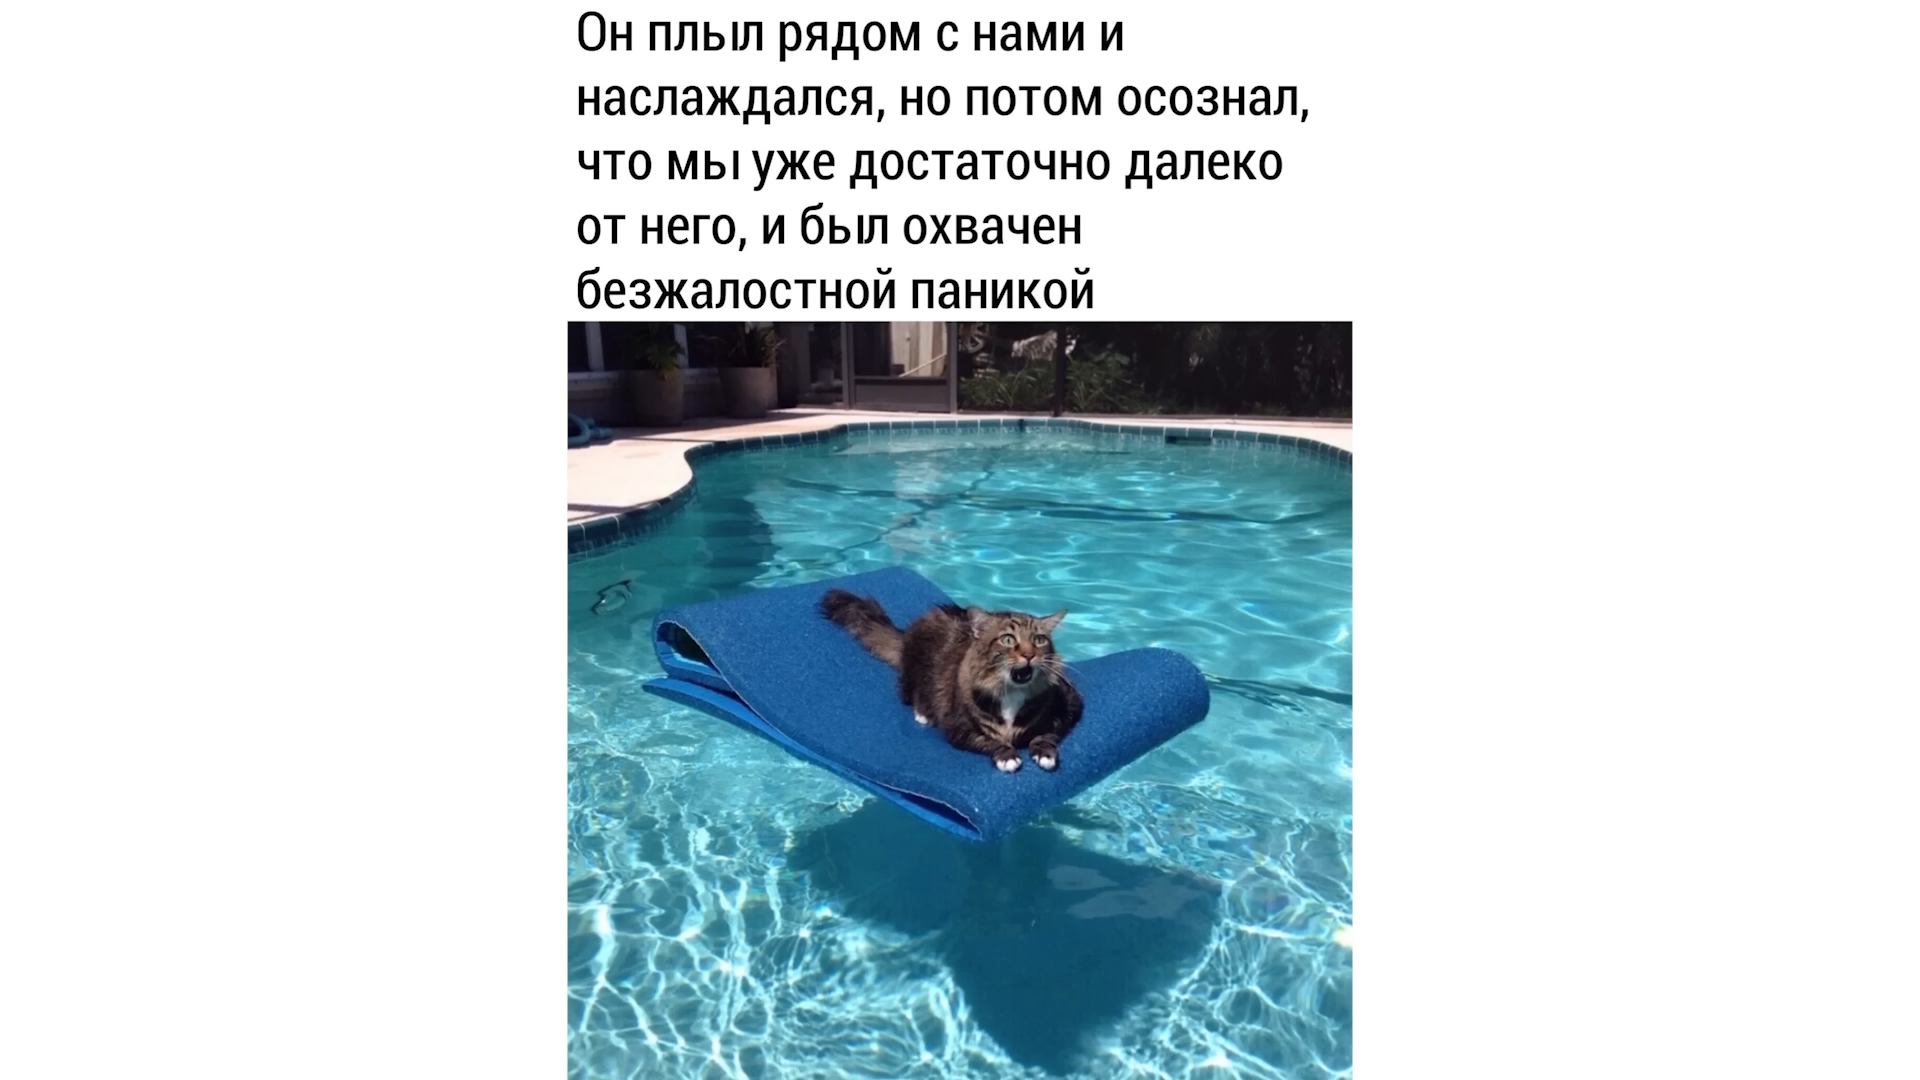 Он плыл рядом с нами и
наслаждался, но потом осознал,
что мы уже достаточно далеко
от него, и был охвачен
безжалостной паникой